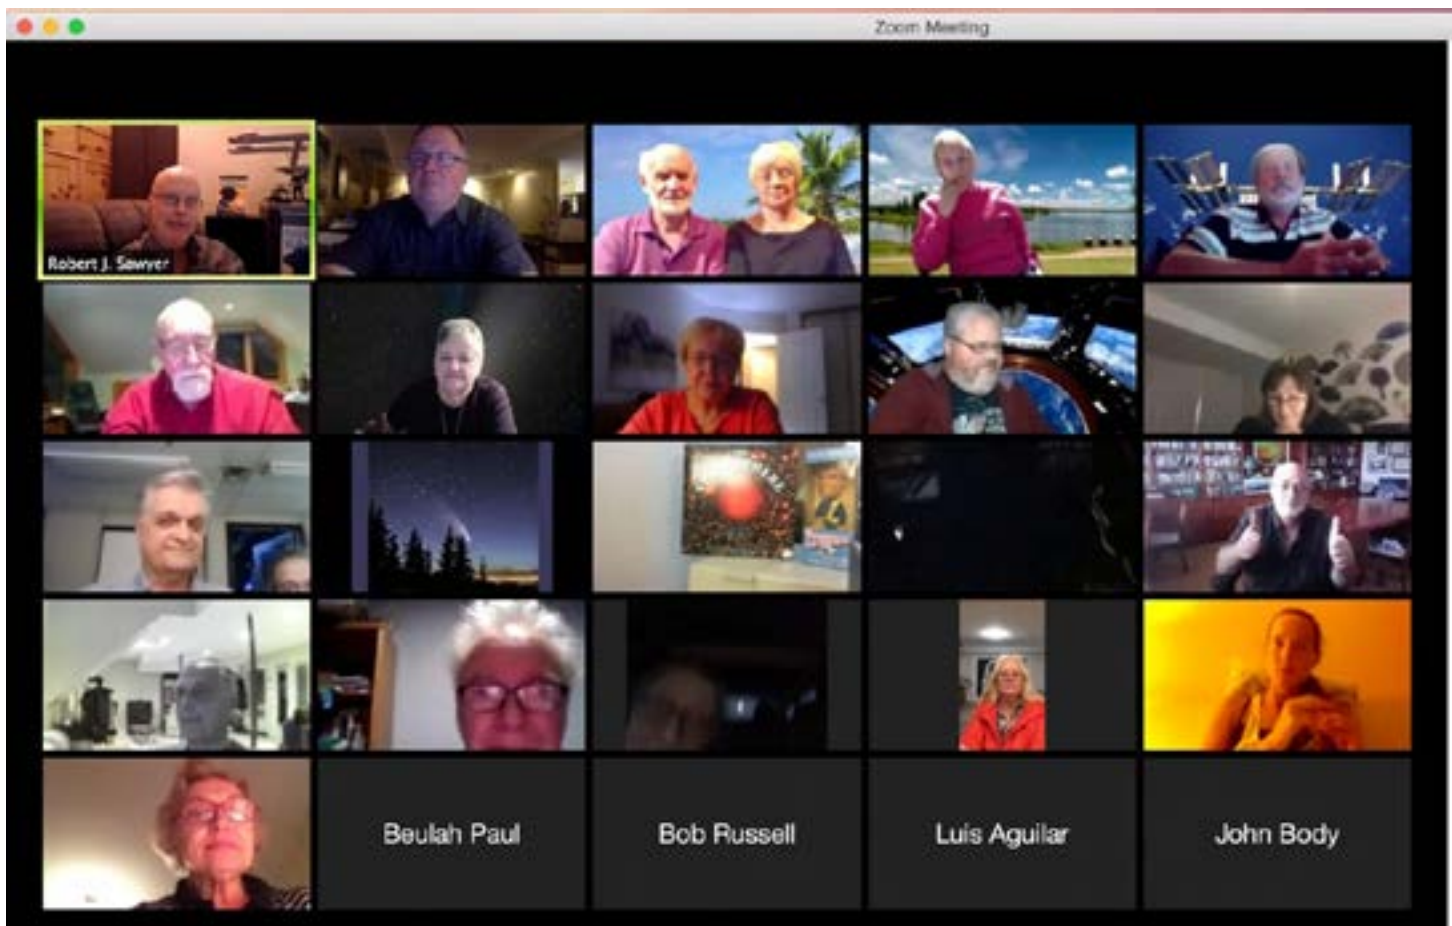 Zoom Meeting
Robert J. Sawyer
Beulah Paul
Bob Russell
Luis Aguilar
John Body